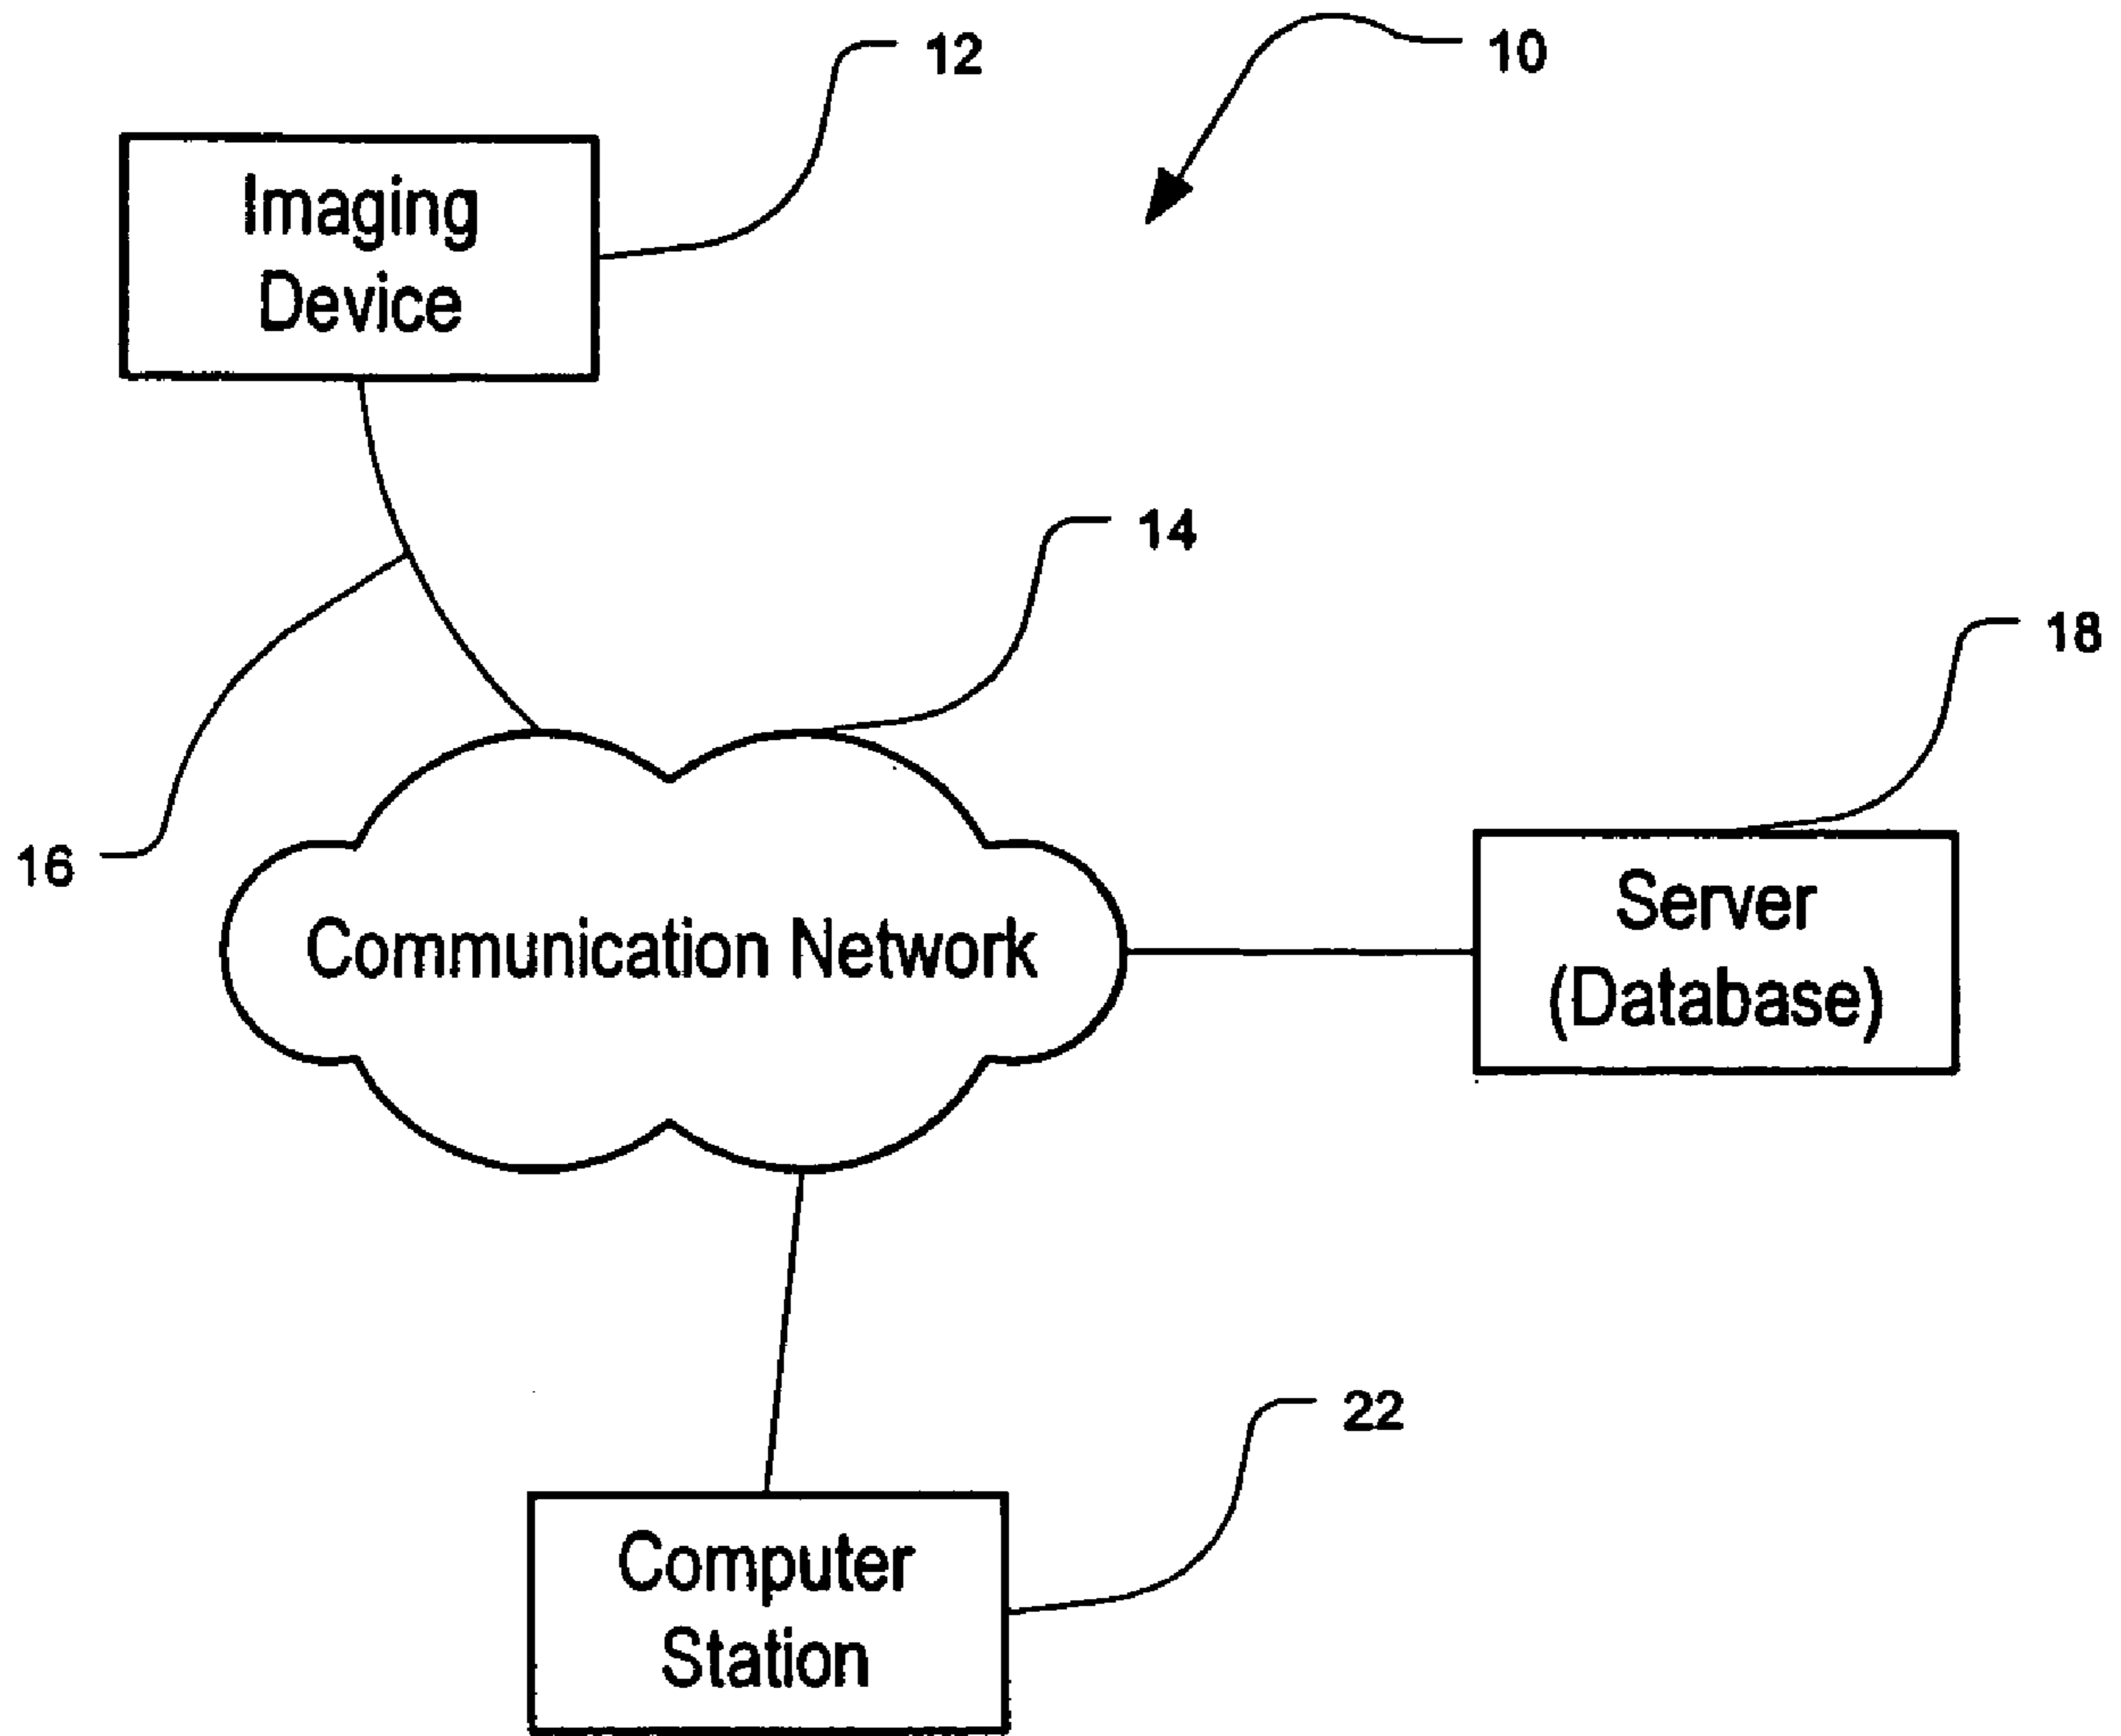 12
10
Imaging
Device
14
18
16
Communication Network
Server
(Database)
22
Computer
Station